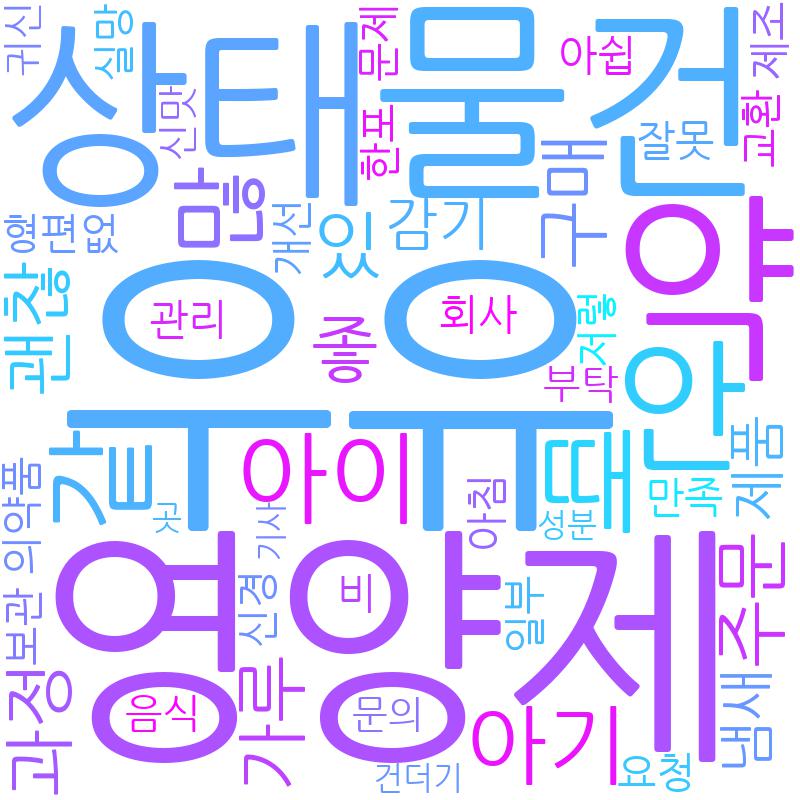 귀신
실망
상태
물건
문제
아쉽
제조
신맛
한포
잘못
교환
많
구매
형편없
개선
있
감기
약
괜찮
우유
관리
회사
좋
저렇
부탁
안
같
아이
때
만족
제품
곳
기사
아침
성분
의약품
영양제
비
신경
일부
주문
보관
과정
음식
가루
문의
아기
냄새
건더기
요청